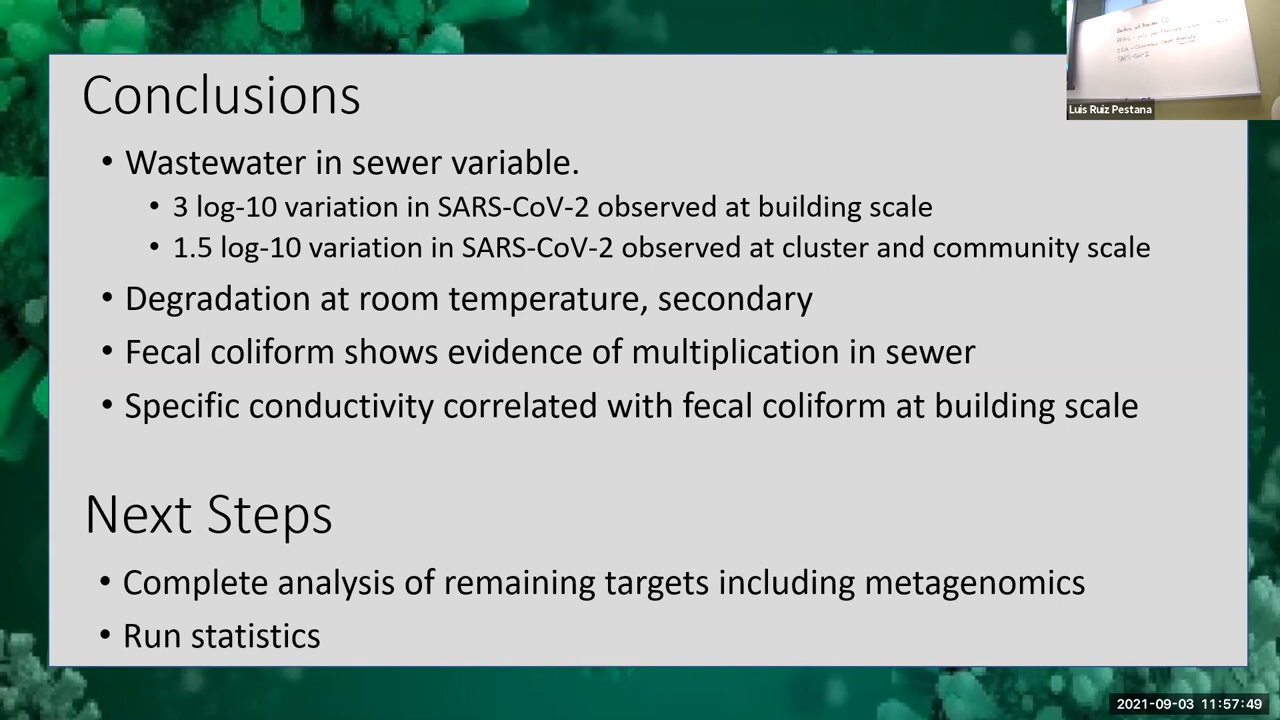 Conclusions
• Wastewater in sewer variable.
• 3 log-10 variation in SARS-CoV-2 observed at building scale
• 1.5 log-10 variation in SARS-CoV-2 observed at cluster and community scale
• Degradation at room temperature, secondary
• Fecal coliform shows evidence of multiplication in sewer
• Specific conductivity correlated with fecal coliform at building scale
Next Steps
• Complete analysis of remaining targets including metagenomics
• Run statistics
Luis Ruiz Pestana
2021-09-03 11:57:49